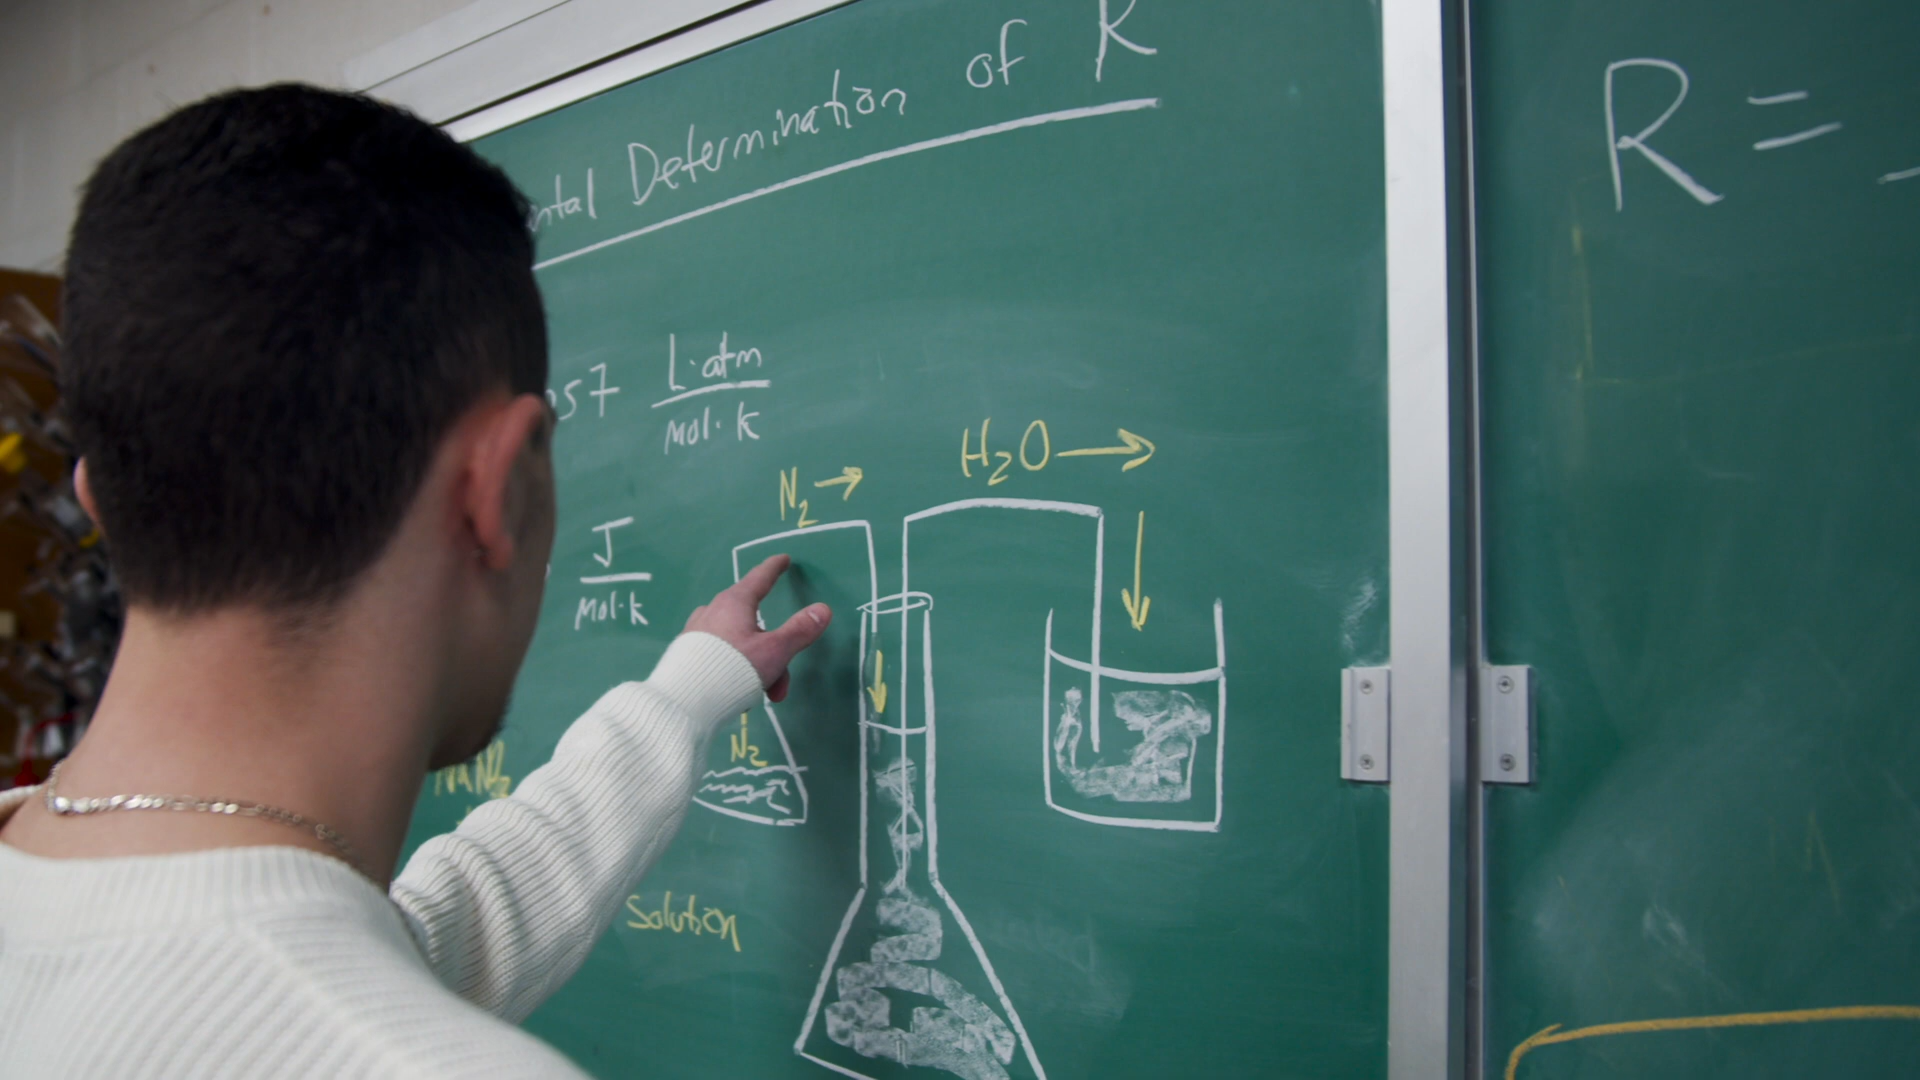 ntal Determination of R
R =
057 L·atm
mol·k
N2 →
H2O →
J
mol·k
N2
Solution